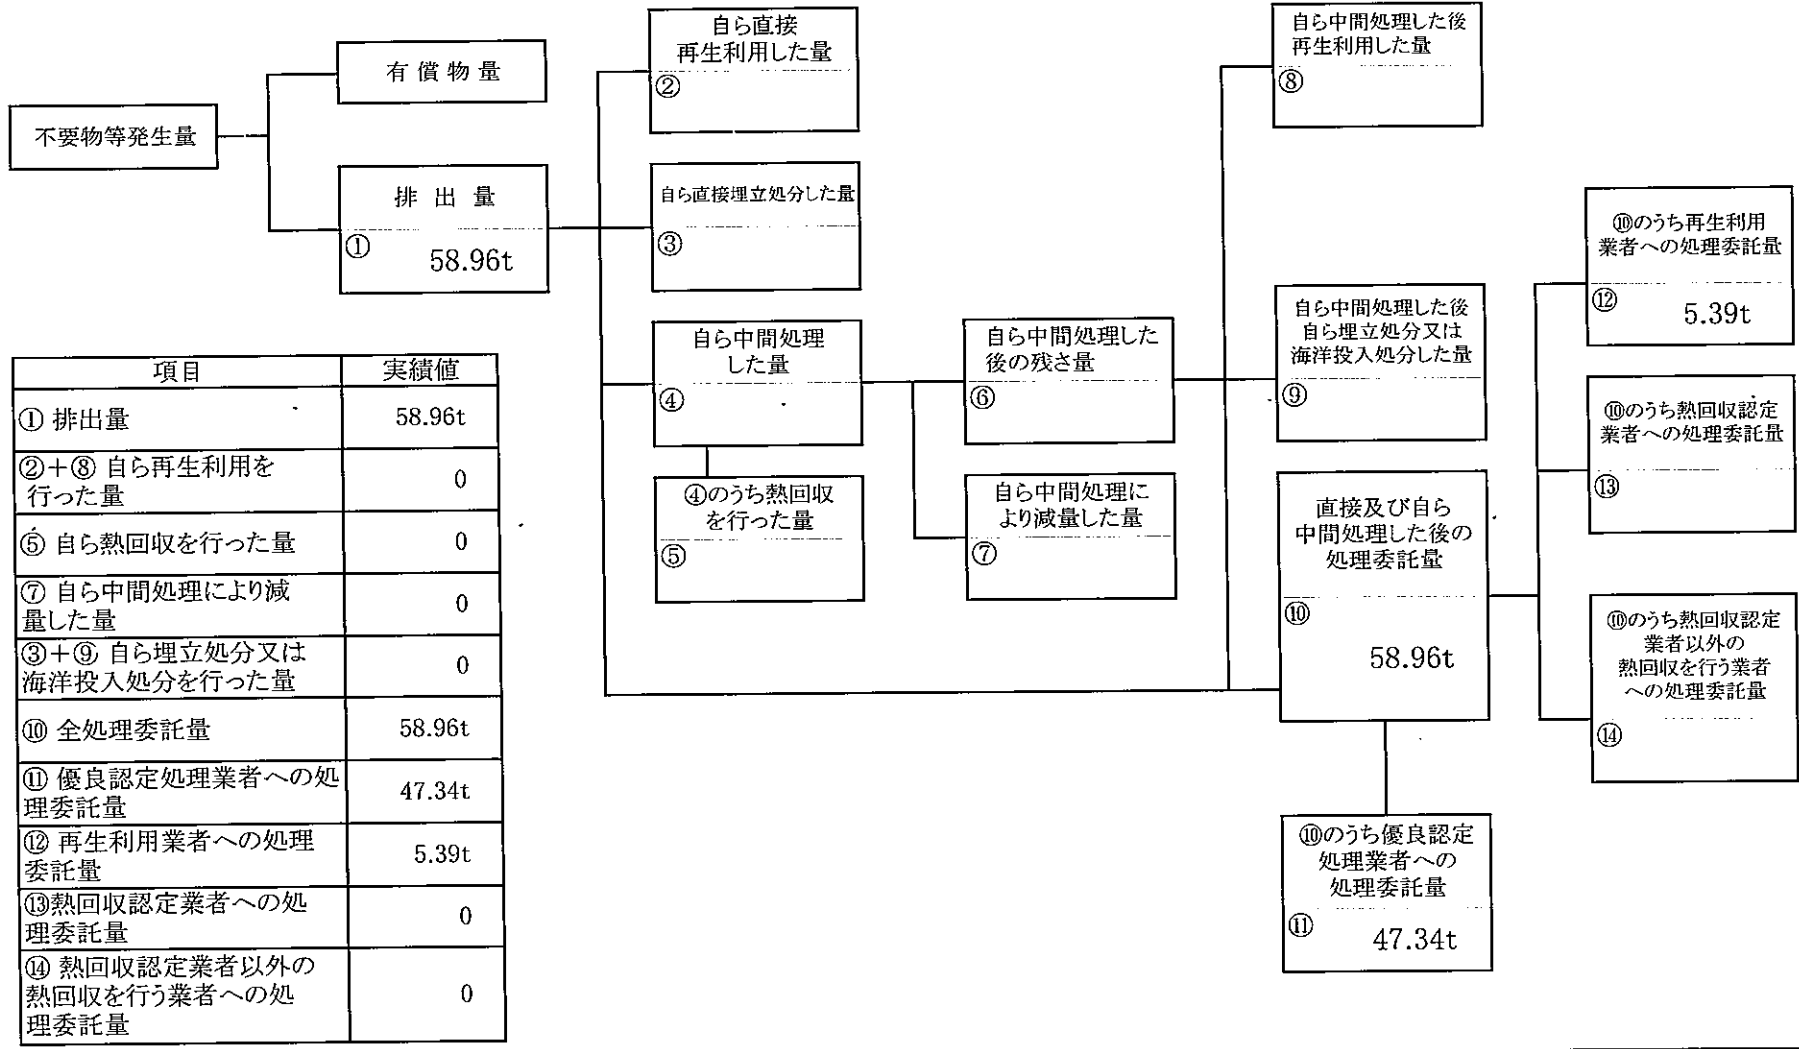 不要物等発生量
有償物量
排出量
①
58.96t
自ら直接
再生利用した量
②
自ら直接埋立処分した量
③
自ら中間処理
した量
④
④のうち熱回収
を行った量
⑤
自ら中間処理した
後の残さ量
⑥
自ら中間処理に
より減量した量
⑦
自ら中間処理した後
再生利用した量
⑧
自ら中間処理した後
自ら埋立処分又は
海洋投入処分した量
⑨
直接及び自ら
中間処理した後の
処理委託量
⑩
58.96t
⑩のうち優良認定
処理業者への
処理委託量
⑪
47.34t
⑩のうち再生利用
業者への処理委託量
⑫
5.39t
⑩のうち熱回収認定
業者への処理委託量
⑬
⑩のうち熱回収認定
業者以外の
熱回収を行う業者
への処理委託量
⑭
項目 実績値
①排出量 58.96t
②+⑧ 自ら再生利用を
行った量 0
⑤ 自ら熱回収を行った量 0
⑦ 自ら中間処理により減
量した量 0
③+⑨ 自ら埋立処分又は
海洋投入処分を行った量 0
⑩ 全処理委託量 58.96t
⑪ 優良認定処理業者への処
理委託量 47.34t
⑫ 再生利用業者への処理
委託量 5.39t
⑬熱回収認定業者への処
理委託量 0
⑭ 熱回収認定業者以外の
熱回収を行う業者への処
理委託量 0